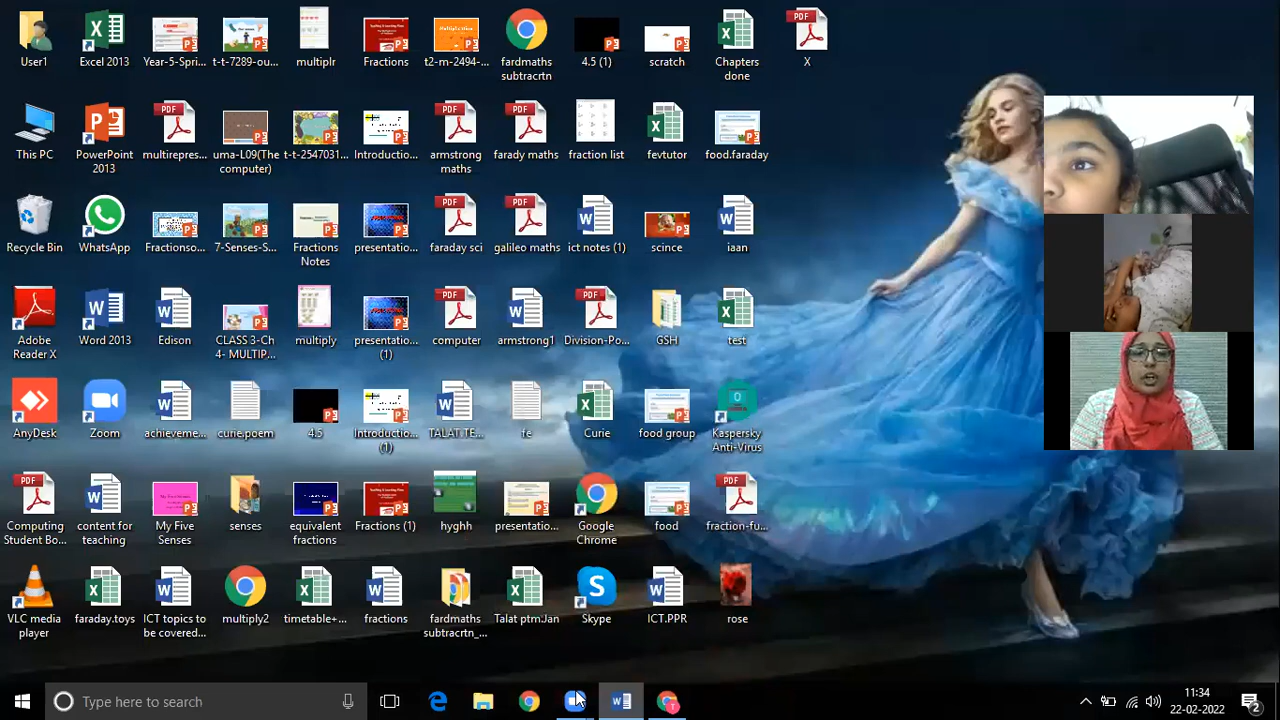 User1
Excel 2013
Year-5-Spri...
t-t-7289-ou...
multiplr
Fractions
t2-m-2494-...
fardmaths
subtracrtn
4.5 (1)
scratch
Chapters
done
X
This PC
PowerPoint
2013
multirepres...
uma-L09(The
computer)
t-t-2547031...
Introductio...
armstrong
maths
farady maths
fraction list
fevtutor
food.faraday
Recycle Bin
WhatsApp
Fractionso...
7-Senses-S...
Fractions
Notes
presentatio...
faraday sci
galileo maths
ict notes (1)
scince
iaan
Adobe
Reader X
Word 2013
Edison
CLASS 3-Ch
4- MULTIP...
multiply
presentatio...
(1)
computer
armstrong1
Division-Po...
GSH
test
AnyDesk
Zoom
achieveme...
curie.poem
4.5
Introductio...
(1)
TALAT.TE...
fe
Curie
food group
Kaspersky
Anti-Virus
Computing
Student Bo...
content for
teaching
My Five
Senses
senses
equivalent
fractions
Fractions (1)
hyghh
presentatio...
Google
Chrome
food
fraction-fu...
VLC media
player
faraday.toys
ICT topics to
be covered...
multiply2
timetable+...
fractions
fardmaths
subtracrtn_...
Talat ptm.Jan
Skype
ICT.PPR
rose
Type here to search
11:34
22-02-2022
2